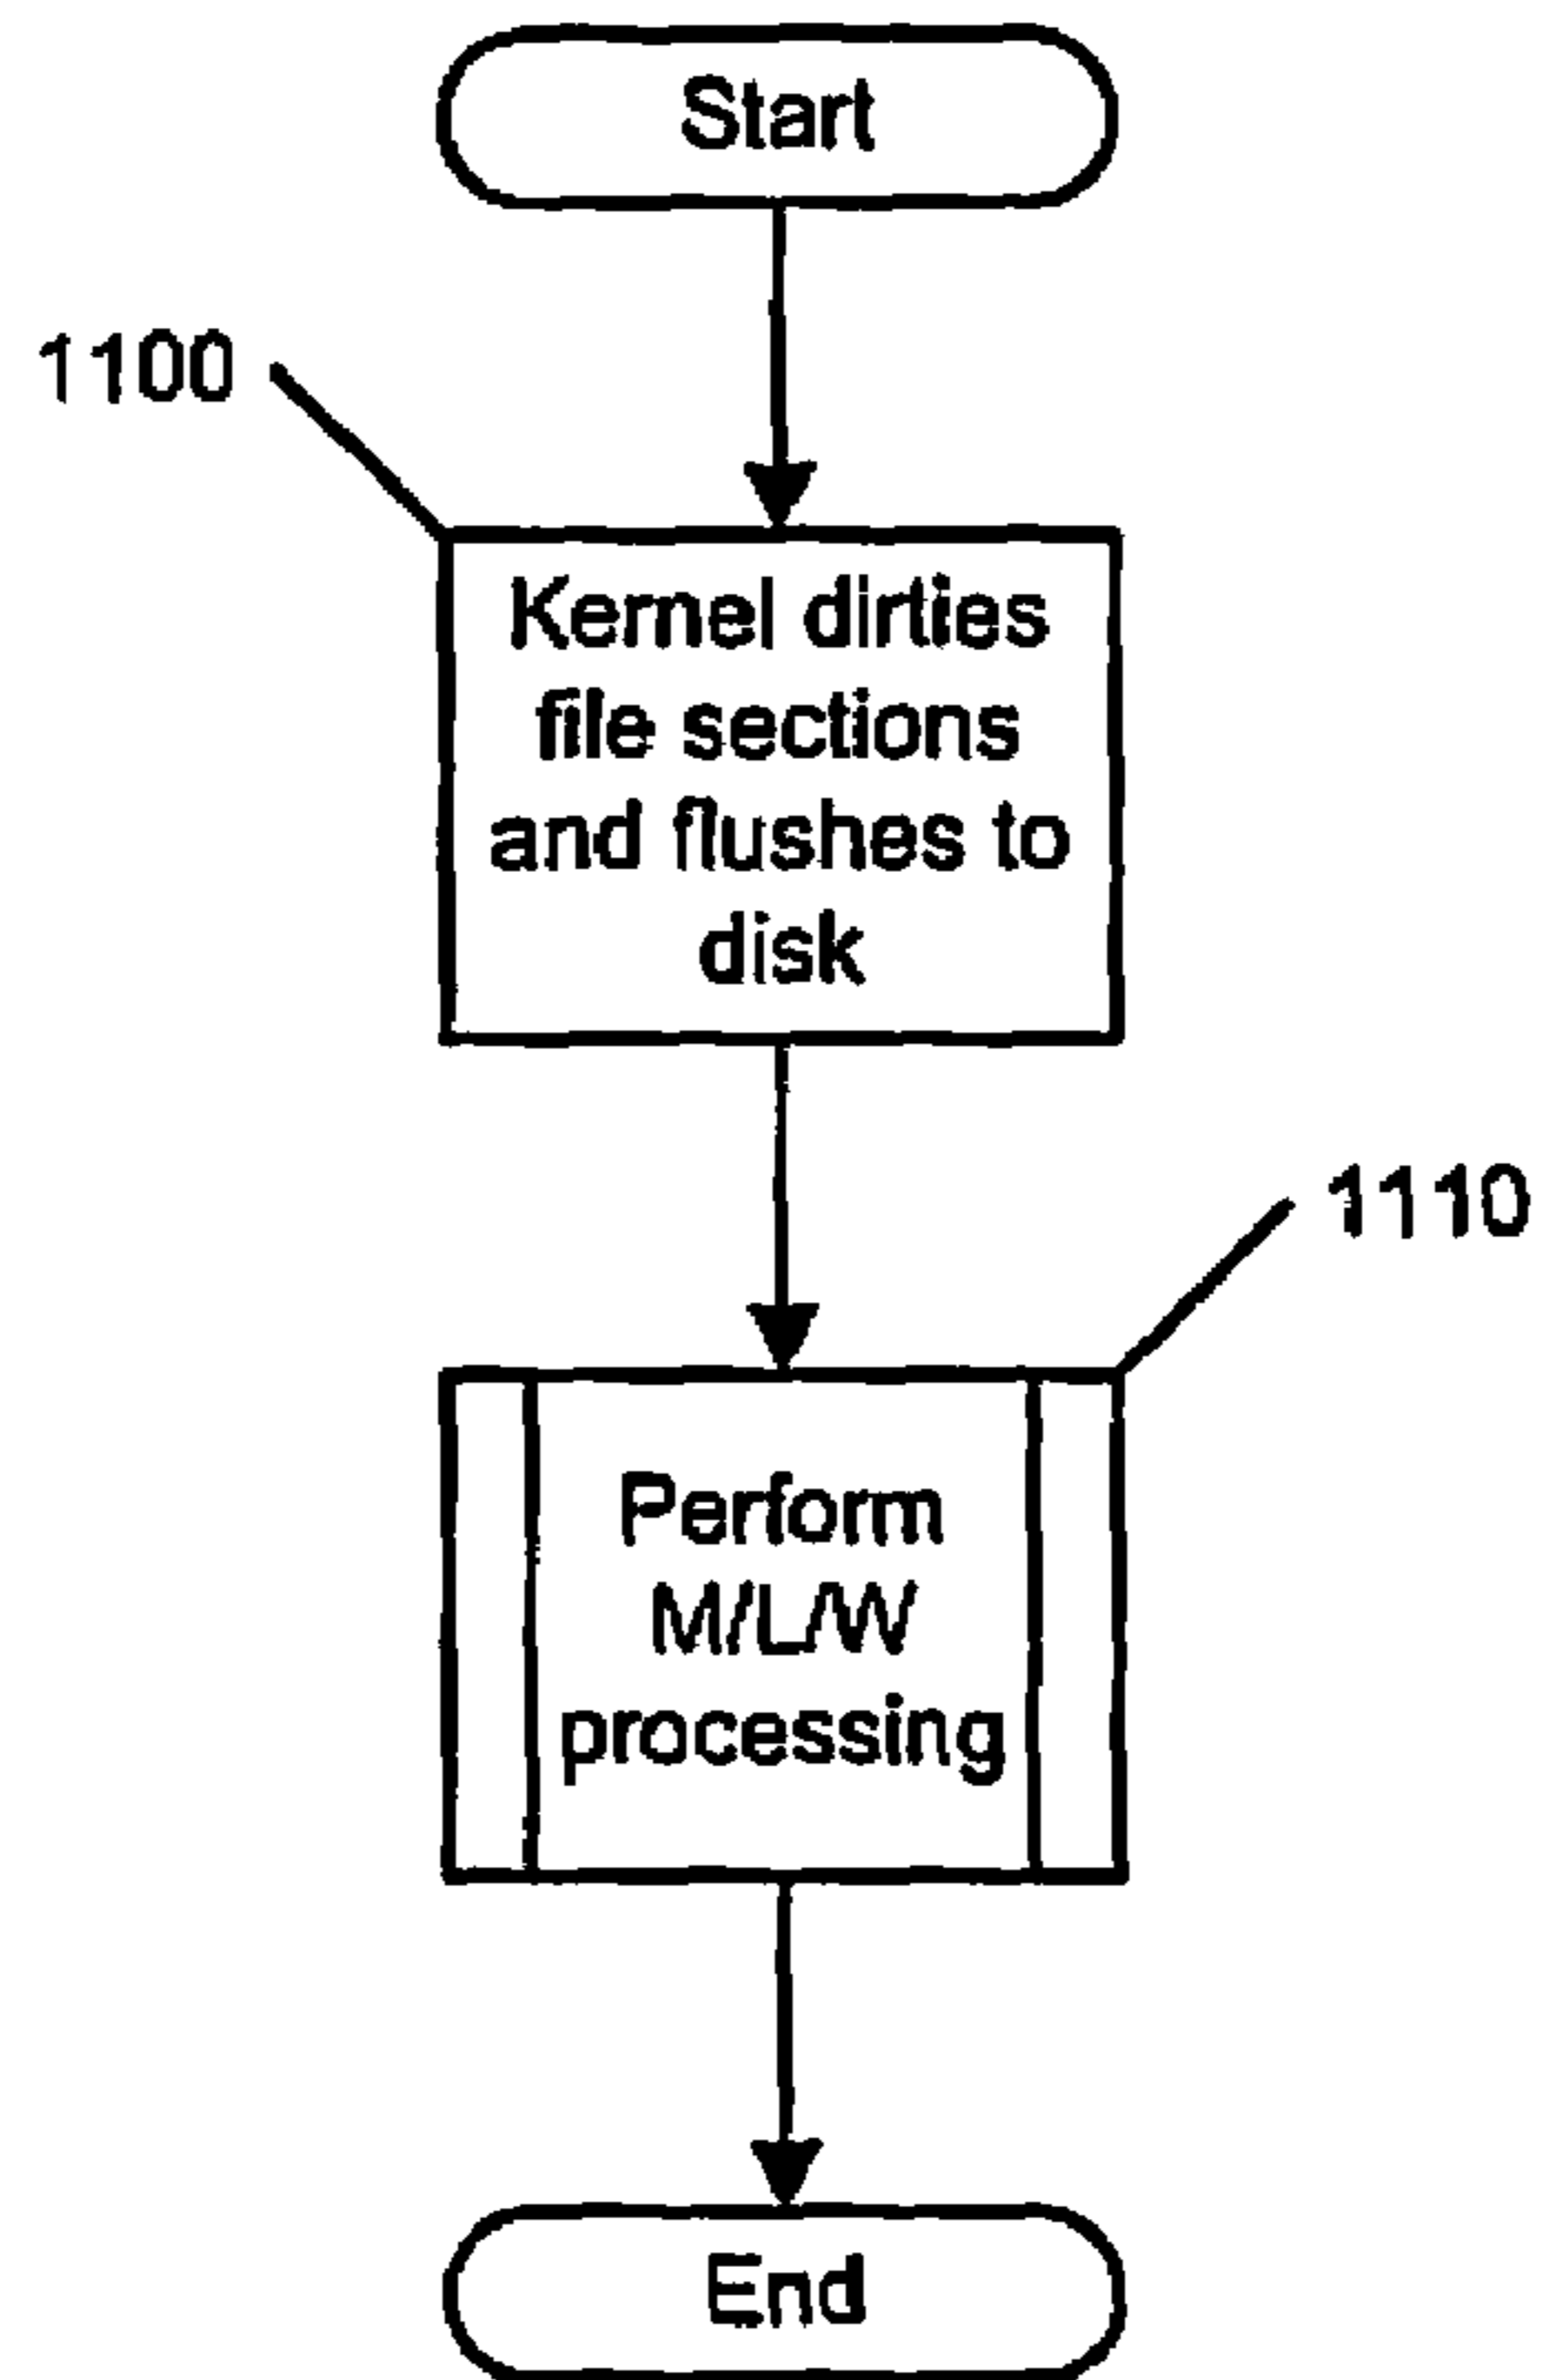 Start
1100
Kernel dirties
file sections
and flushes to
disk
1110
Perform
M/L/W
processing
End